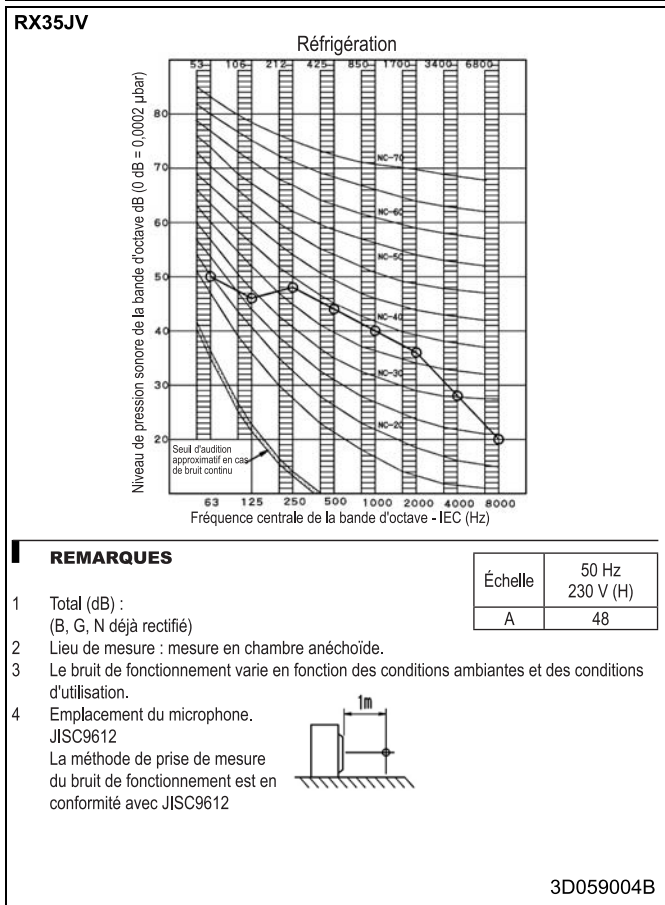 RX35JV
Réfrigération
53 106 212 425 850 1700 3400 6800
Niveau de pression sonore de la bande d'octave dB (0 dB = 0,0002 µbar)
80
70
60
50
40
30
20
NC-70
NC-60
NC-50
NC-40
NC-30
NC-20
Seuil d'audition
approximatif en cas
de bruit continu
63 125 250 500 1000 2000 4000 8000
Fréquence centrale de la bande d'octave - IEC (Hz)
REMARQUES
Échelle 50 Hz
230 V (H)
A 48
1 Total (dB) :
(B, G, N déjà rectifié)
2 Lieu de mesure : mesure en chambre anéchoïde.
3 Le bruit de fonctionnement varie en fonction des conditions ambiantes et des conditions
d'utilisation.
4 Emplacement du microphone.
JISC9612
La méthode de prise de mesure
du bruit de fonctionnement est en
conformité avec JISC9612
1m
3D059004B